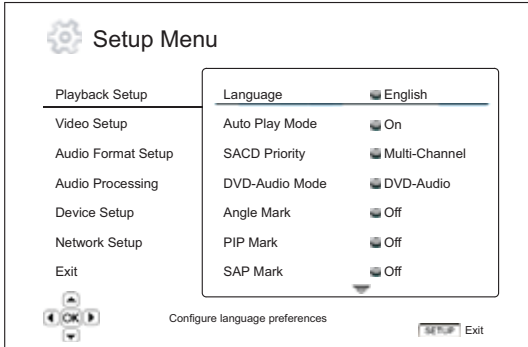 Setup Menu
Playback Setup
Video Setup
Audio Format Setup
Audio Processing
Device Setup
Network Setup
Exit
Language English
Auto Play Mode On
SACD Priority Multi-Channel
DVD-Audio Mode DVD-Audio
Angle Mark Off
PIP Mark Off
SAP Mark Off
OK
Configure language preferences
SETUP Exit